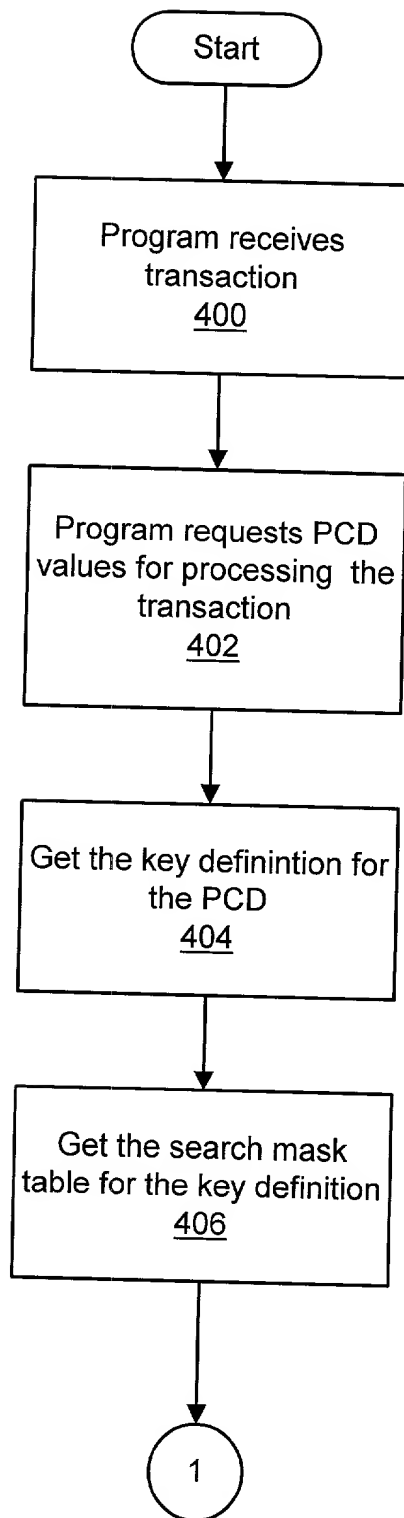 Start
Program receives
transaction
400
Program requests PCD
values for processing the
transaction
402
Get the key definintion for
the PCD
404
Get the search mask
table for the key definition
406
1